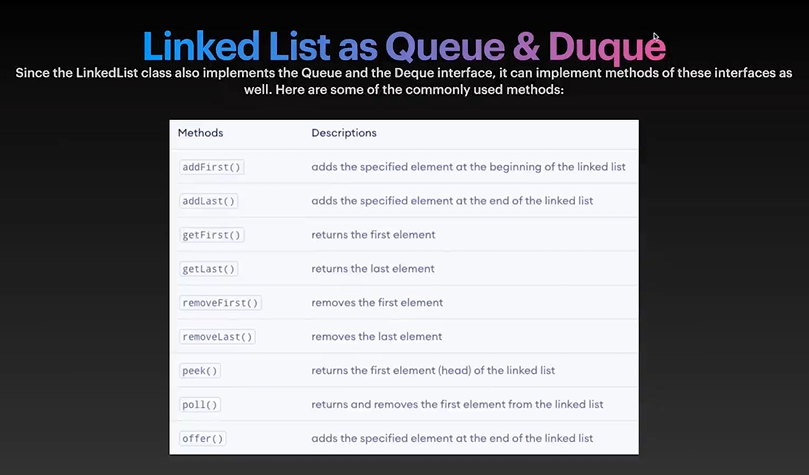 Linked List as Queue & Duque
Since the LinkedList class also implements the Queue and the Deque interface, it can implement methods of these interfaces as
well. Here are some of the commonly used methods:
Methods Descriptions
addFirst() adds the specified element at the beginning of the linked list
addLast() adds the specified element at the end of the linked list
getFirst() returns the first element
getLast() returns the last element
removeFirst() removes the first element
removeLast() removes the last element
peek() returns the first element (head) of the linked list
poll() returns and removes the first element from the linked list
offer() adds the specified element at the end of the linked list